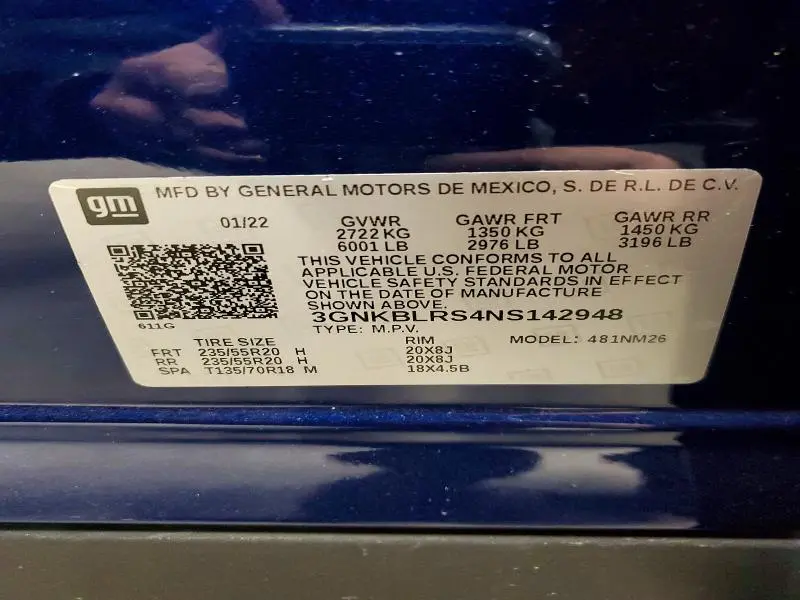 gm MFD BY GENERAL MOTORS DE MEXICO, S. DE R.L. DE C.V.
01/22 GVWR GAWR FRT GAWR RR
2722 KG 1350 KG 1450 KG
6001 LB 2976 LB 3196 LB
THIS VEHICLE CONFORMS TO ALL
APPLICABLE U.S. FEDERAL MOTOR
VEHICLE SAFETY STANDARDS IN EFFECT
ON THE DATE OF MANUFACTURE
SHOWN ABOVE.
3GNKBLRS4NS142948
611G
TYPE: M.P.V. MODEL: 481NM26
TIRE SIZE RIM
FRT 235/55R20 H 20X8J
RR 235/55R20 H 20X8J
SPA T135/70R18 M 18X4.5B